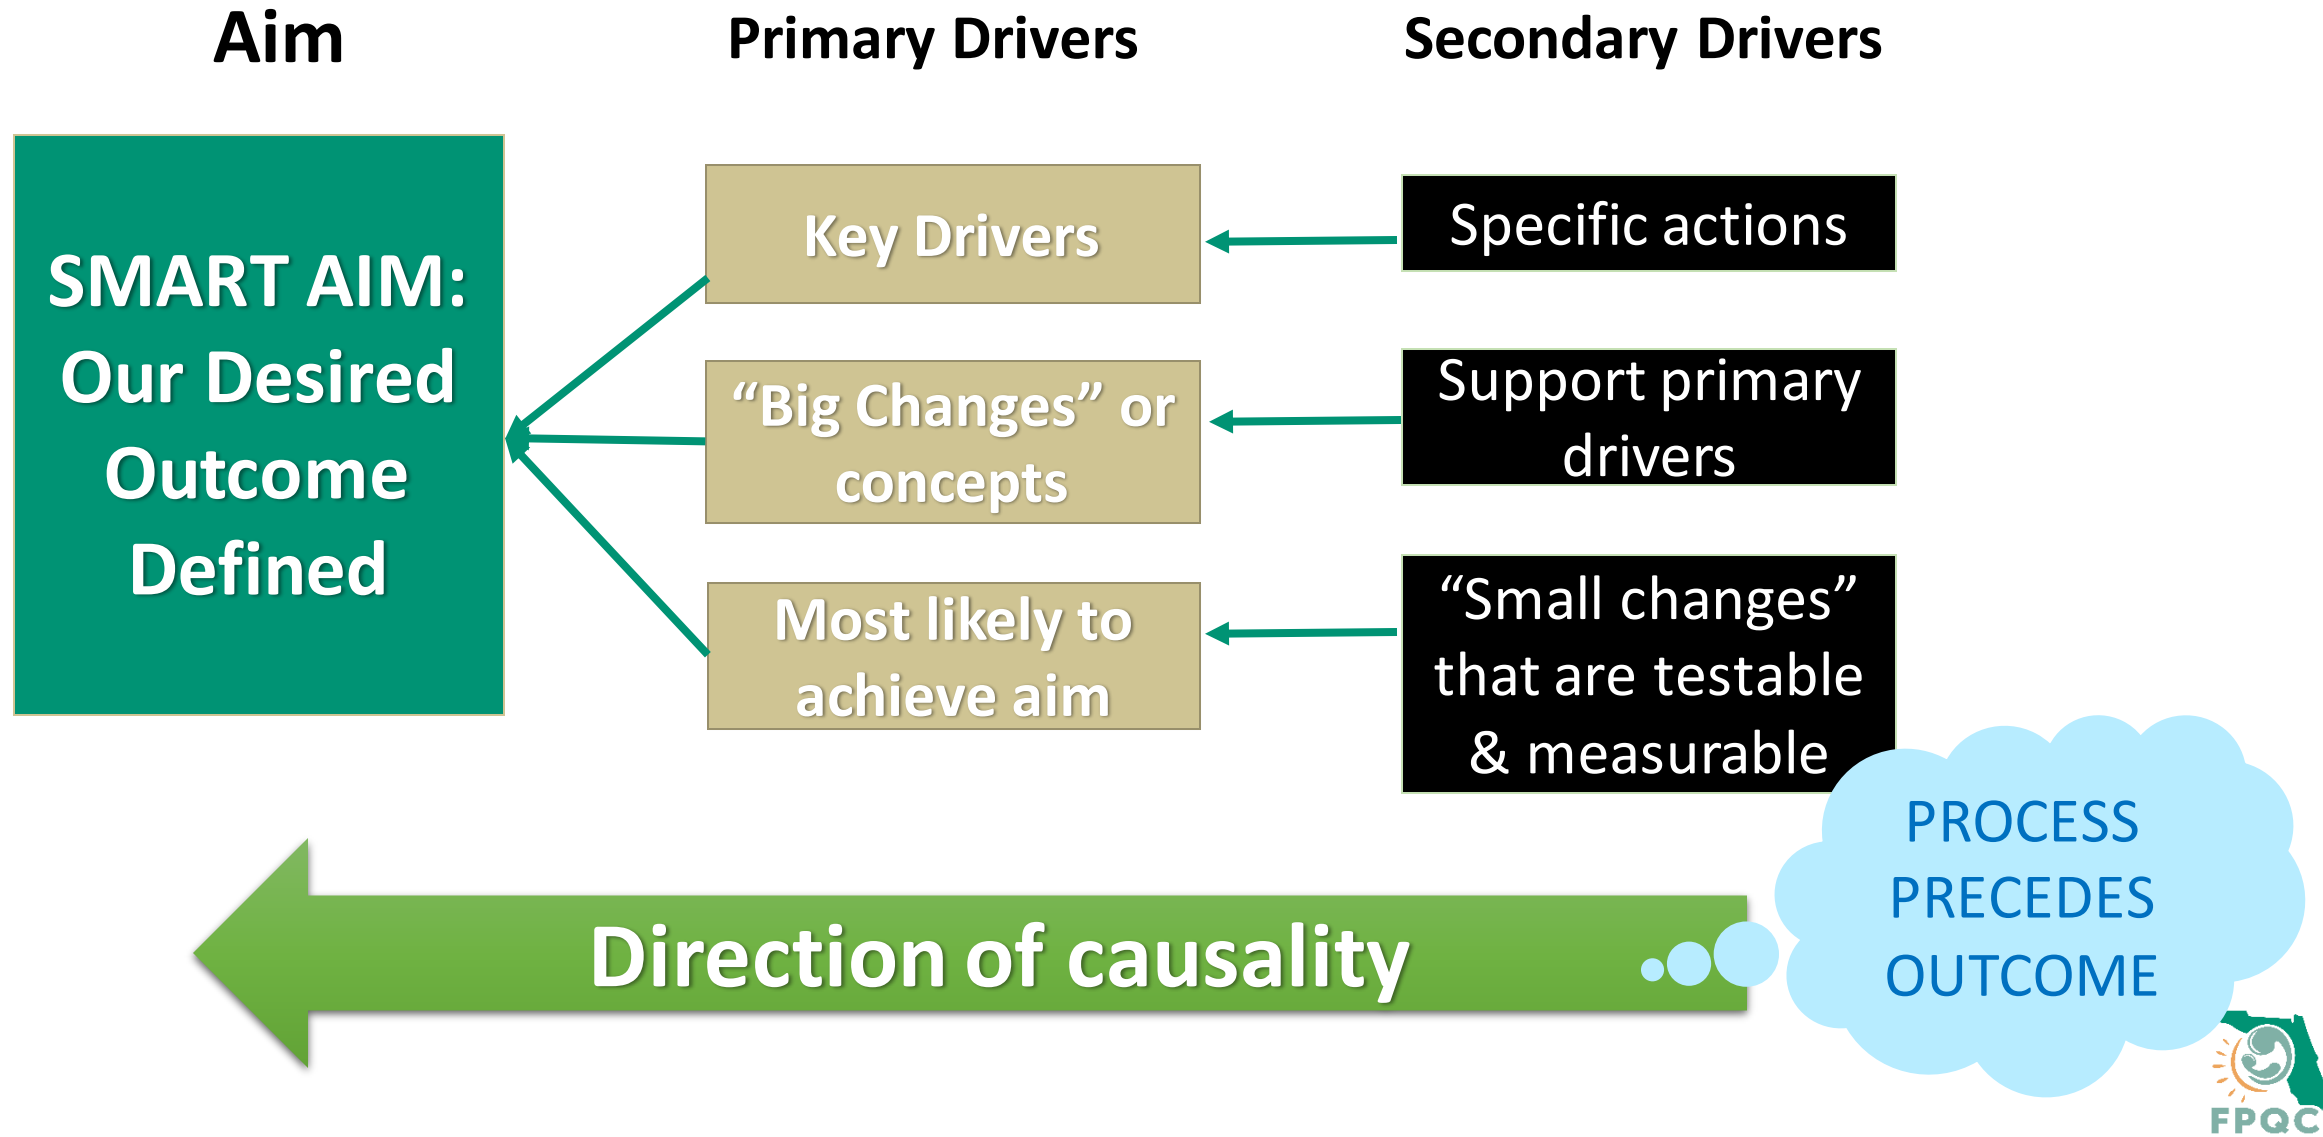 Aim
Primary Drivers
Secondary Drivers
SMART AIM:
Our Desired
Outcome
Defined
Key Drivers
“Big Changes” or
concepts
Most likely to
achieve aim
Specific actions
Support primary
drivers
“Small changes”
that are testable
& measurable
Direction of causality
PROCESS
PRECEDES
OUTCOME
FPQC